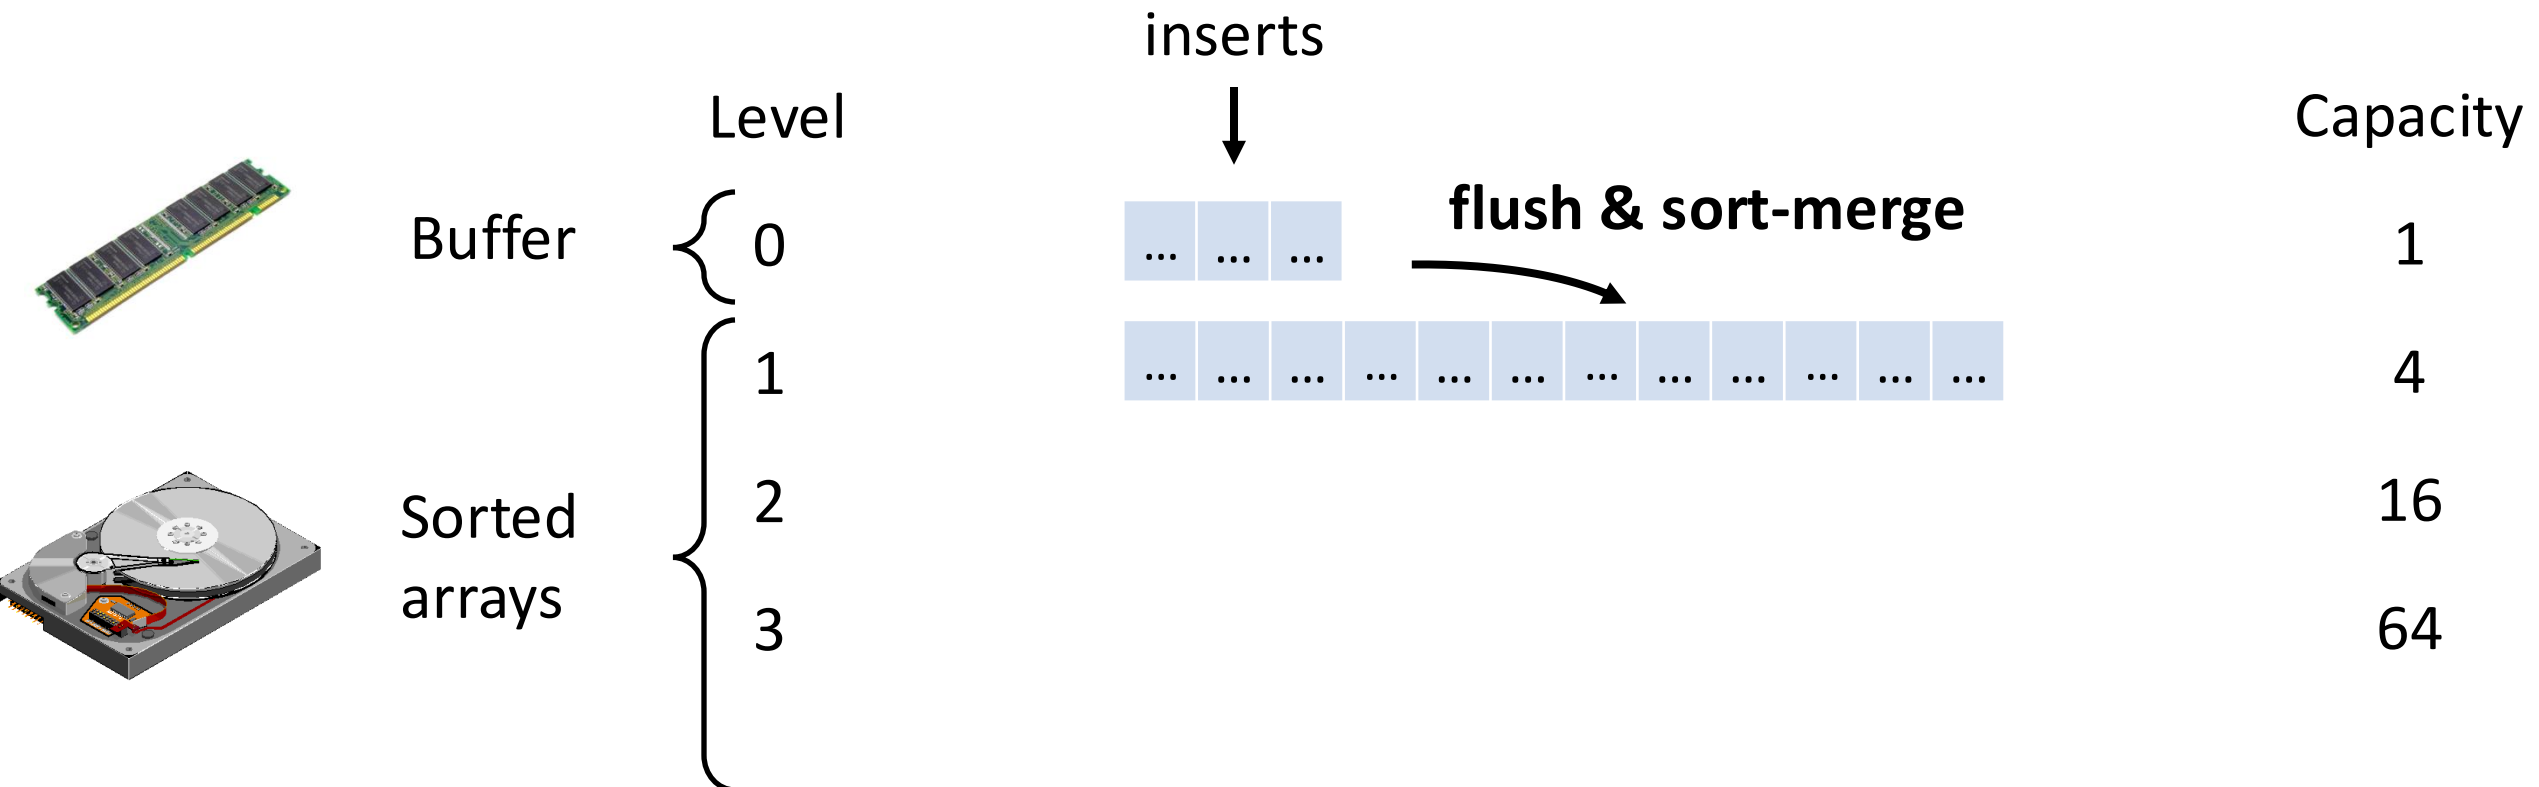 inserts
Level
Capacity
Buffer
0
... ... ...
flush & sort-merge
1
1
... ... ... ... ... ... ... ... ... ... ... ...
4
Sorted
arrays
2
16
3
64